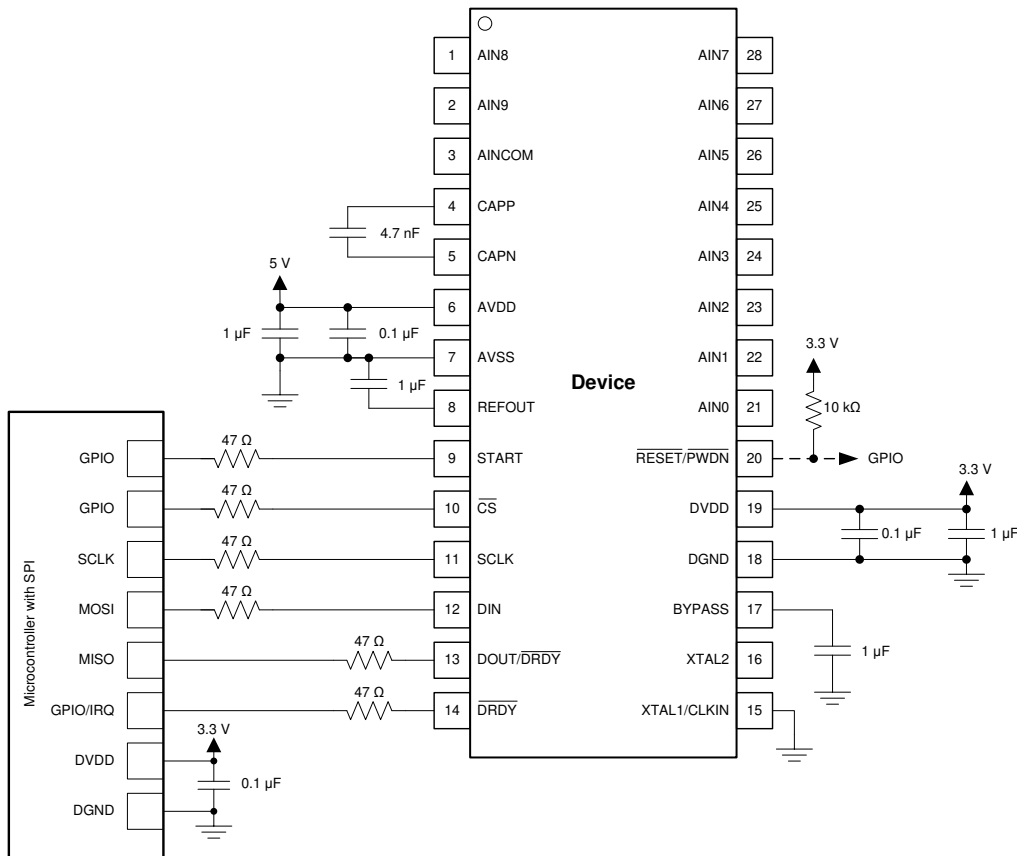 1 AIN8 AIN7 28
2 AIN9 AIN6 27
3 AINCOM AIN5 26
4 CAPP AIN4 25
4.7 nF
5 CAPN AIN3 24
5 V
6 AVDD AIN2 23
1 µF 0.1 µF
7 AVSS AIN1 22
3.3 V
1 µF
Device
8 REFOUT AIN0 21
10 kΩ
47 Ω
GPIO 9 START RESET/PWDN 20 GPIO
3.3 V
47 Ω
GPIO 10 CS DVDD 19
0.1 µF 1 µF
47 Ω
SCLK 11 SCLK DGND 18
47 Ω
MOSI 12 DIN BYPASS 17
1 µF
47 Ω
MISO 13 DOUT/DRDY XTAL2 16
47 Ω
GPIO/IRQ 14 DRDY XTAL1/CLKIN 15
3.3 V
DVDD
0.1 µF
DGND
Microcontroller with SPI